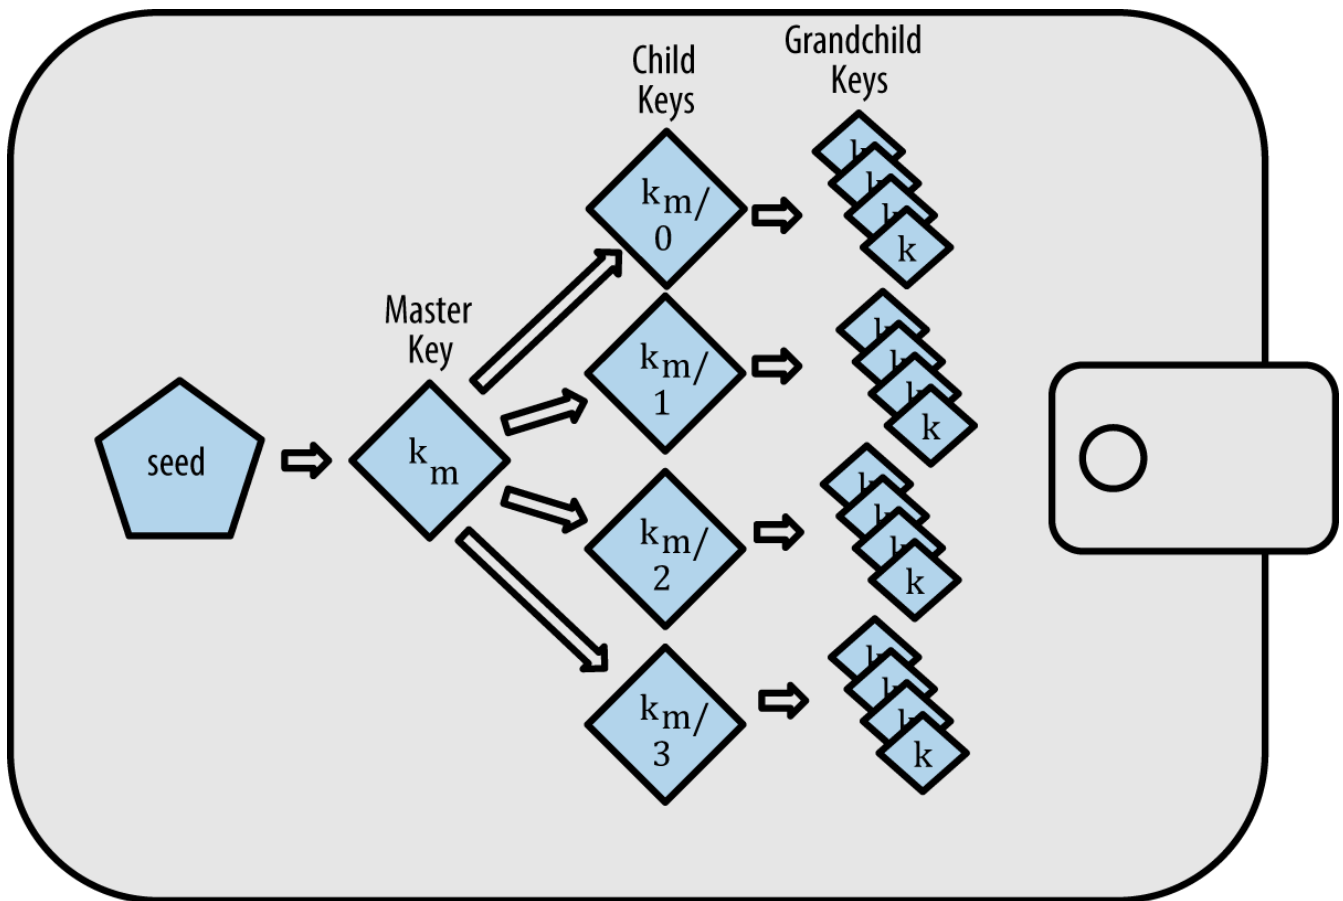 Child
Keys
Grandchild
Keys
Master
Key
seed
k m
k m/
0
k m/
1
k m/
2
k m/
3
k
k
k
k